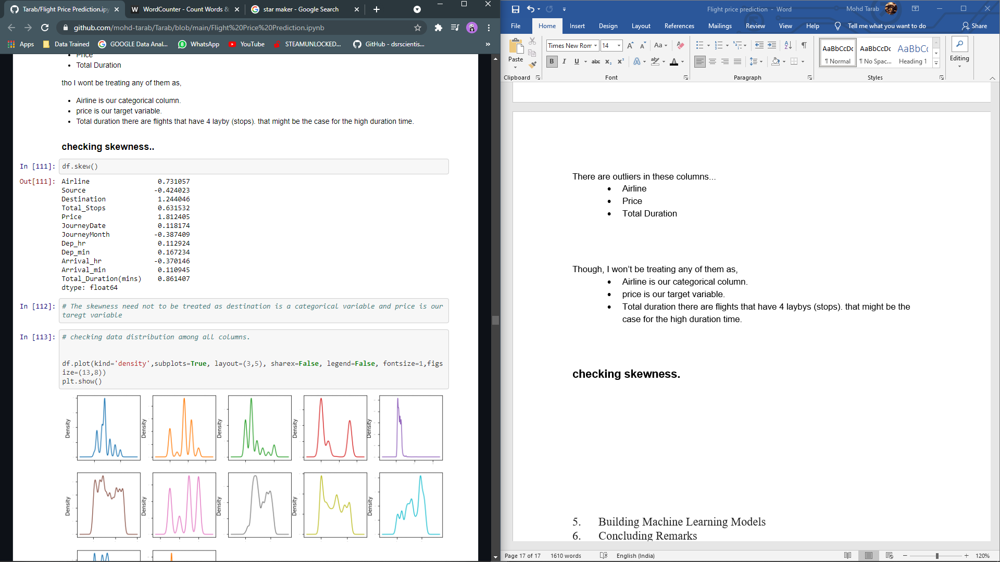 Tarab/Flight Price Prediction.ipy
WordCounter - Count Words &
star maker - Google Search
github.com/mohd-tarab/Tarab/blob/main/Flight%20Price%20Prediction.ipynb
Apps
Data Trained
GOOGLE Data Anal...
WhatsApp
YouTube
STEAMUNLOCKED...
GitHub - dsrscientis...
»
Price
• Total Duration
tho I wont be treating any of them as,
• Airline is our categorical column.
• price is our target variable.
• Total duration there are flights that have 4 layby (stops). that might be the case for the high duration time.
checking skewness..
In [111]: df.skew()
Out[111]: Airline 0.731057
Source -0.424023
Destination 1.244046
Total_Stops 0.631532
Price 1.812405
JourneyDate 0.118174
JourneyMonth -0.387409
Dep_hr 0.112924
Dep_min 0.167234
Arrival_hr -0.370146
Arrival_min 0.110945
Total_Duration(mins) 0.861407
dtype: float64
In [112]: # The skewness need not to be treated as destination is a categorical variable and price is our
taregt variable
In [113]: # checking data distribution among all columns.
df.plot(kind='density',subplots=True, layout=(3,5), sharex=False, legend=False, fontsize=1,figs
ize=(13,8))
plt.show()
Density Density Density Density Density
Density Density Density Density Density
Flight price prediction - Word
Mohd Tarab
File Home Insert Design Layout References Mailings Review View Help Tell me what you want to do Share
Paste
Clipboard
Times New Ror 14
B I U abc x₂ x²
Font
Paragraph
AaBbCcDc AaBbCcDc AaBbCc
¶ Normal ¶ No Spac... Heading 1
Styles
Editing
There are outliers in these columns...
• Airline
• Price
• Total Duration
Though, I won’t be treating any of them as,
• Airline is our categorical column.
• price is our target variable.
• Total duration there are flights that have 4 laybys (stops). that might be the
case for the high duration time.
checking skewness.
5. Building Machine Learning Models
6. Concluding Remarks
Page 17 of 17 1610 words English (India) 120%